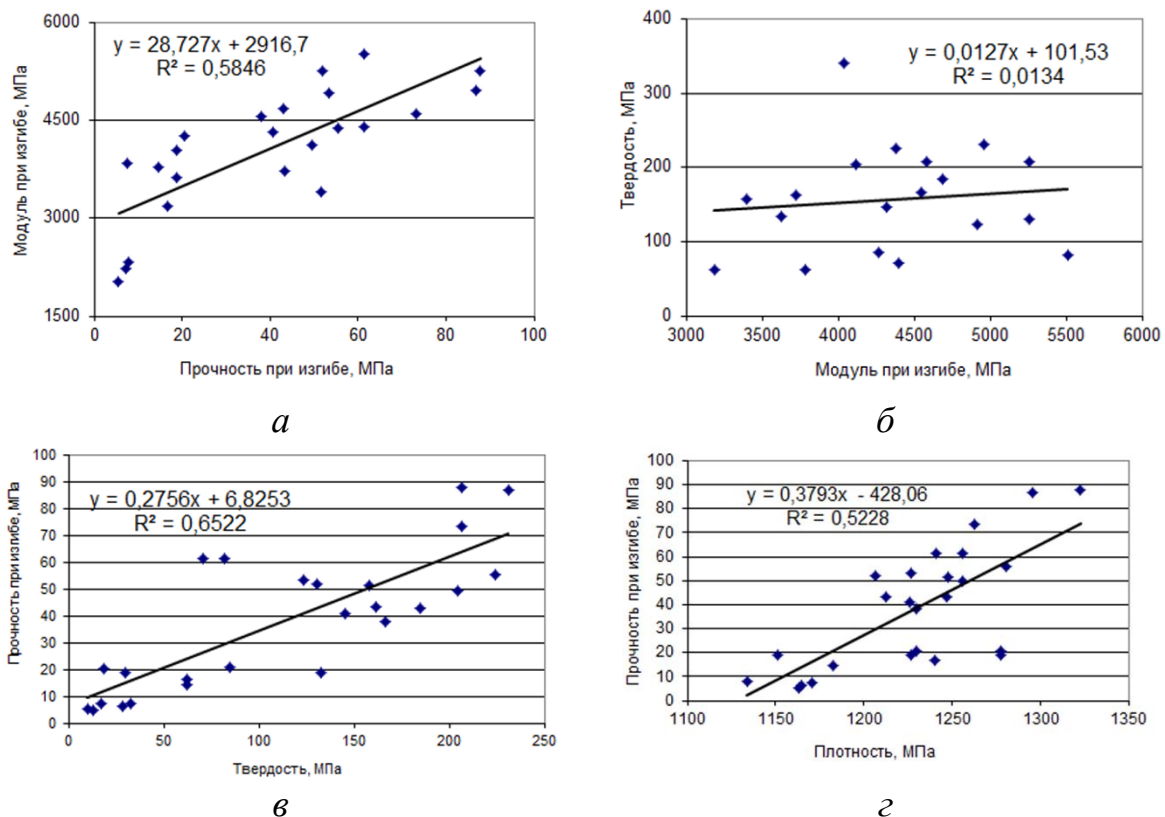 y = 28,727x + 2916,7
R² = 0,5846
Модуль при изгибе, МПа
6000
4500
3000
1500
0 20 40 60 80 100
Прочность при изгибе, МПа
а
y = 0,0127x + 101,53
R² = 0,0134
Твердость, МПа
400
300
200
100
0
3000 3500 4000 4500 5000 5500 6000
Модуль при изгибе, МПа
б
y = 0,2756x + 6,8253
R² = 0,6522
Прочность при изгибе, МПа
100
90
80
70
60
50
40
30
20
10
0
0 50 100 150 200 250
Твердость, МПа
в
y = 0,3793x - 428,06
R² = 0,5228
Прочность при изгибе, МПа
100
90
80
70
60
50
40
30
20
10
0
1100 1150 1200 1250 1300 1350
Плотность, МПа
г